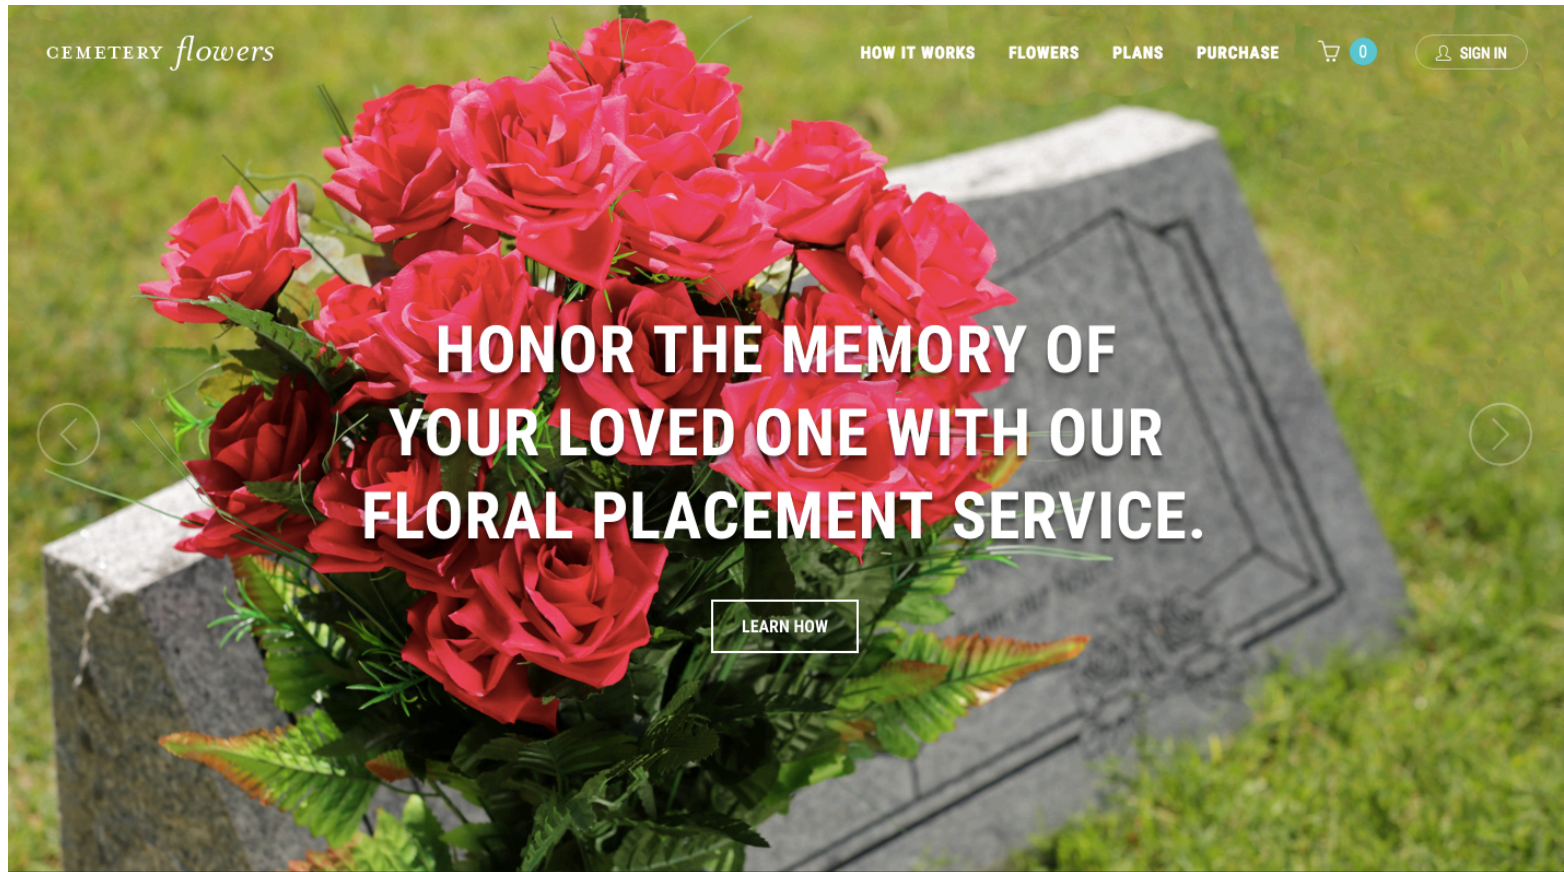 CEMETERY flowers
HOW IT WORKS FLOWERS PLANS PURCHASE 0 SIGN IN
HONOR THE MEMORY OF
YOUR LOVED ONE WITH OUR
FLORAL PLACEMENT SERVICE.
LEARN HOW